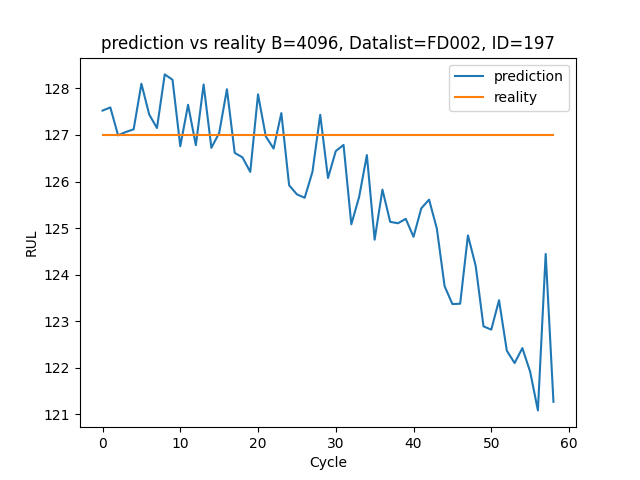 prediction vs reality B=4096, Datalist=FD002, ID=197
prediction
reality
RUL
128
127
126
125
124
123
122
121
0 10 20 30 40 50 60
Cycle